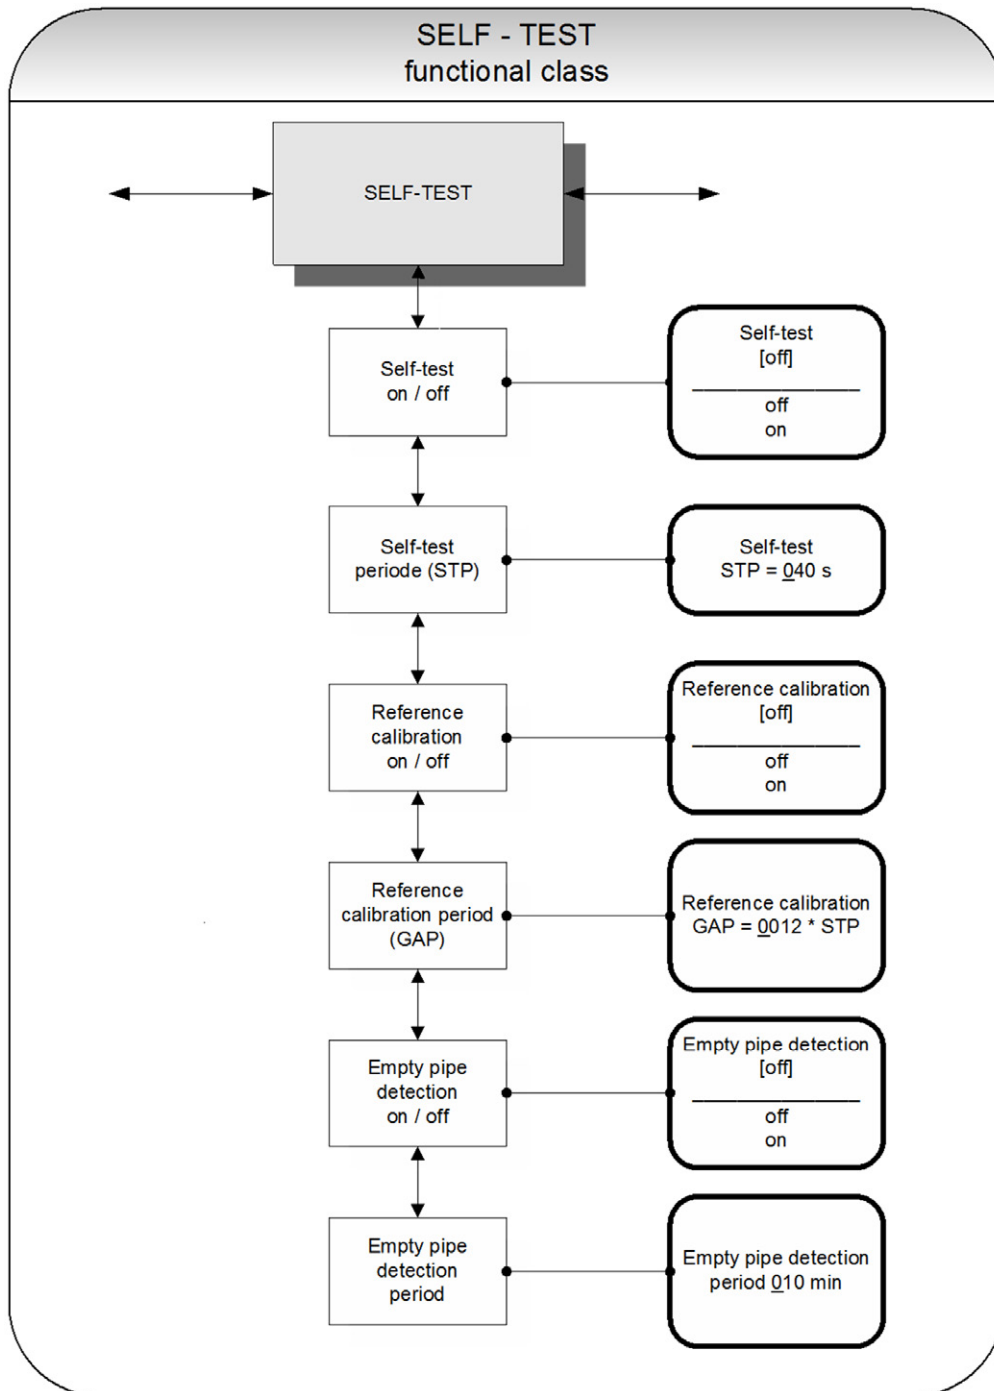 SELF - TEST
functional class
SELF-TEST
Self-test
on / off
Self-test
[off]
off
on
Self-test
periode (STP)
Self-test
STP = 040 s
Reference
calibration
on / off
Reference calibration
[off]
off
on
Reference
calibration period
(GAP)
Reference calibration
GAP = 0012 * STP
Empty pipe
detection
on / off
Empty pipe detection
[off]
off
on
Empty pipe
detection
period
Empty pipe detection
period 010 min